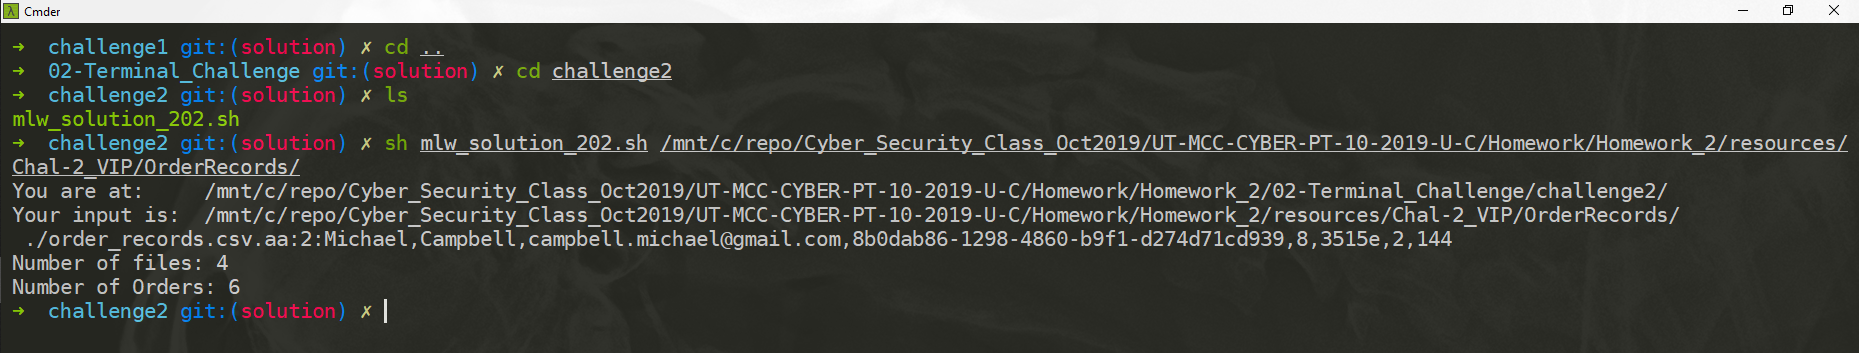 λ Cmder
→ challenge1 git:(solution) ✗ cd ..
→ 02-Terminal_Challenge git:(solution) ✗ cd challenge2
→ challenge2 git:(solution) ✗ ls
mlw_solution_202.sh
→ challenge2 git:(solution) ✗ sh mlw_solution_202.sh /mnt/c/repo/Cyber_Security_Class_Oct2019/UT-MCC-CYBER-PT-10-2019-U-C/Homework/Homework_2/resources/
Chal-2_VIP/OrderRecords/
You are at:     /mnt/c/repo/Cyber_Security_Class_Oct2019/UT-MCC-CYBER-PT-10-2019-U-C/Homework/Homework_2/02-Terminal_Challenge/challenge2/
Your input is:  /mnt/c/repo/Cyber_Security_Class_Oct2019/UT-MCC-CYBER-PT-10-2019-U-C/Homework/Homework_2/resources/Chal-2_VIP/OrderRecords/
 ./order_records.csv.aa:2:Michael,Campbell,campbell.michael@gmail.com,8b0dab86-1298-4860-b9f1-d274d71cd939,8,3515e,2,144
Number of files: 4
Number of Orders: 6
→ challenge2 git:(solution) ✗